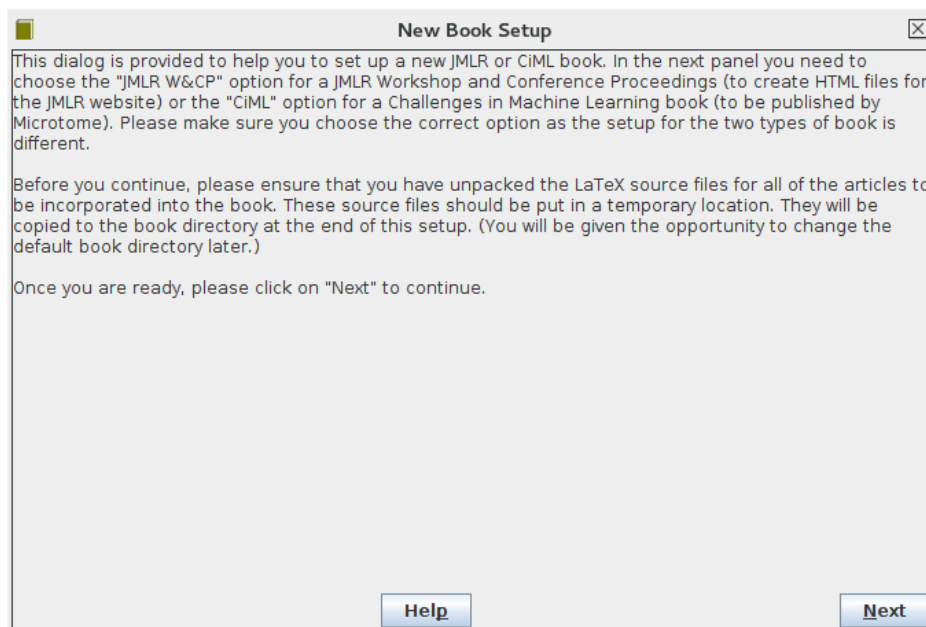 New Book Setup
This dialog is provided to help you to set up a new JMLR or CiML book. In the next panel you need to
choose the "JMLR W&CP" option for a JMLR Workshop and Conference Proceedings (to create HTML files for
the JMLR website) or the "CiML" option for a Challenges in Machine Learning book (to be published by
Microtome). Please make sure you choose the correct option as the setup for the two types of book is
different.
Before you continue, please ensure that you have unpacked the LaTeX source files for all of the articles to
be incorporated into the book. These source files should be put in a temporary location. They will be
copied to the book directory at the end of this setup. (You will be given the opportunity to change the
default book directory later.)
Once you are ready, please click on "Next" to continue.
Help
Next